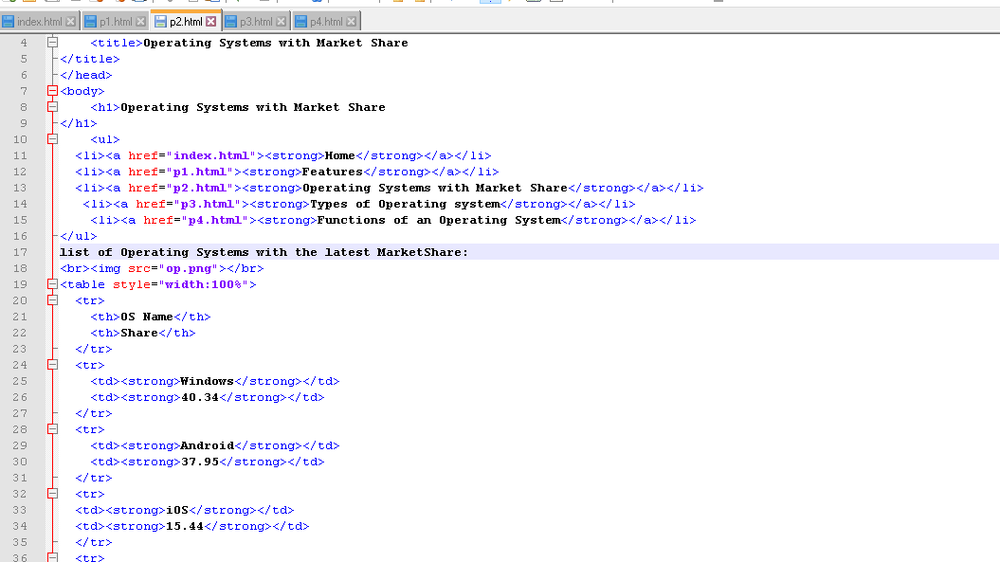 index.html p1.html p2.html p3.html p4.html
4 <title>Operating Systems with Market Share
5 </title>
6 </head>
7 <body>
8 <h1>Operating Systems with Market Share
9 </h1>
10 <ul>
11 <li><a href="index.html"><strong>Home</strong></a></li>
12 <li><a href="p1.html"><strong>Features</strong></a></li>
13 <li><a href="p2.html"><strong>Operating Systems with Market Share</strong></a></li>
14 <li><a href="p3.html"><strong>Types of Operating system</strong></a></li>
15 <li><a href="p4.html"><strong>Functions of an Operating System</strong></a></li>
16 </ul>
17 list of Operating Systems with the latest MarketShare:
18 <br><img src="op.png"></br>
19 <table style="width:100%">
20 <tr>
21 <th>OS Name</th>
22 <th>Share</th>
23 </tr>
24 <tr>
25 <td><strong>Windows</strong></td>
26 <td><strong>40.34</strong></td>
27 </tr>
28 <tr>
29 <td><strong>Android</strong></td>
30 <td><strong>37.95</strong></td>
31 </tr>
32 <tr>
33 <td><strong>iOS</strong></td>
34 <td><strong>15.44</strong></td>
35 </tr>
36 <tr>